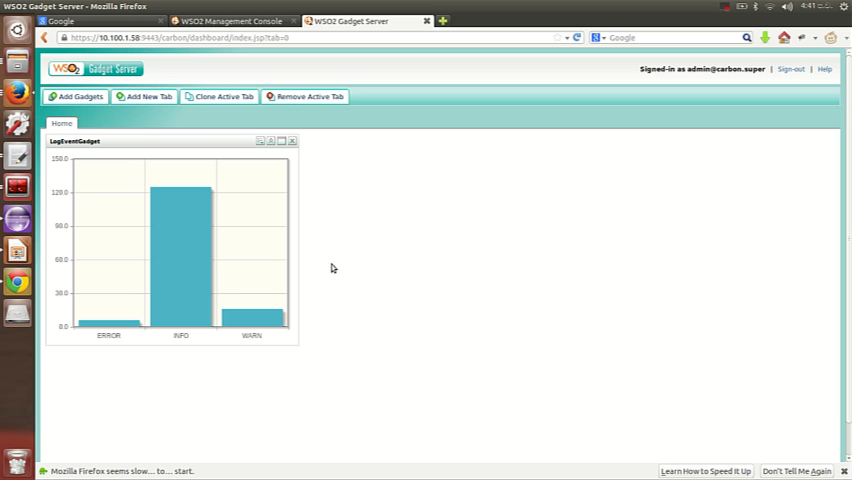 WSO2 Gadget Server - Mozilla Firefox
4:41
Google
WSO2 Management Console
WSO2 Gadget Server
https://10.100.1.58:9443/carbon/dashboard/index.jsp?tab=0
Google
WSO2 Gadget Server
Signed-in as admin@carbon.super | Sign-out | Help
Add Gadgets
Add New Tab
Clone Active Tab
Remove Active Tab
Home
LogEventGadget
150.0
120.0
90.0
60.0
30.0
0.0
ERROR
INFO
WARN
Mozilla Firefox seems slow... to... start.
Learn How to Speed It Up
Don't Tell Me Again